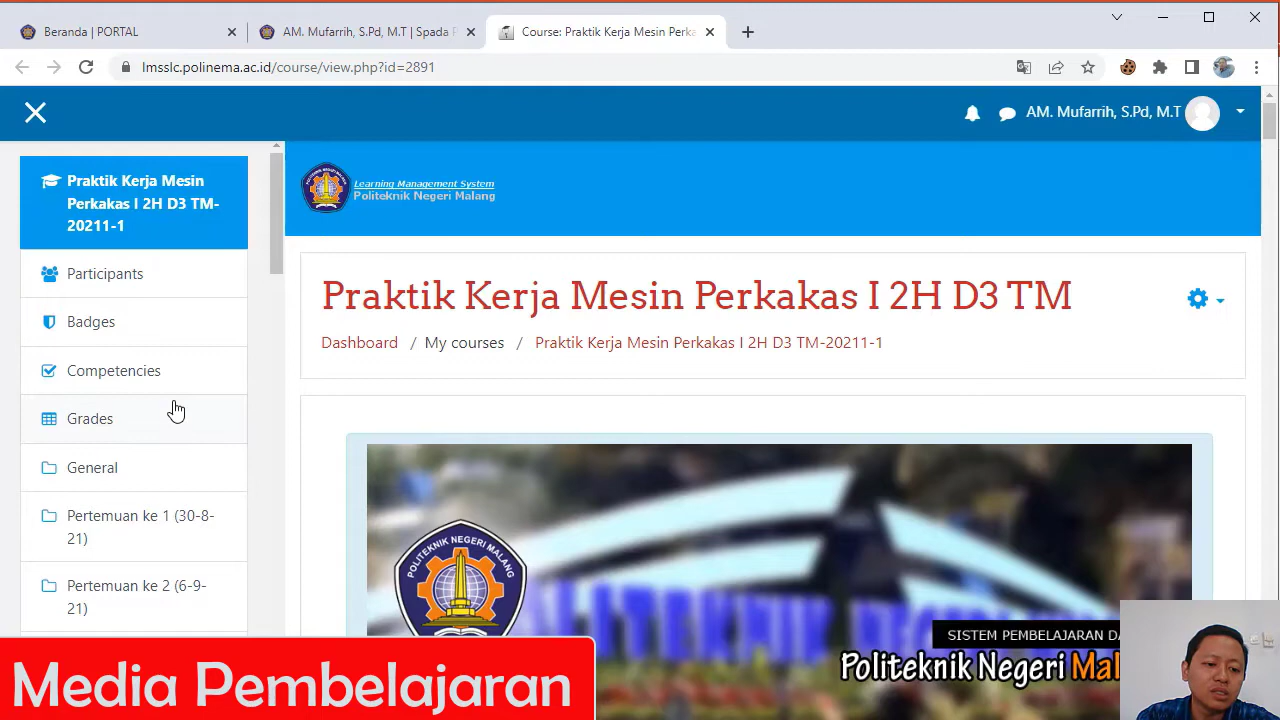 Beranda | PORTAL
AM. Mufarrih, S.Pd, M.T | Spada
Course: Praktik Kerja Mesin Perka
lmsslc.polinema.ac.id/course/view.php?id=2891
AM. Mufarrih, S.Pd, M.T
Praktik Kerja Mesin
Perkakas I 2H D3 TM-
20211-1
Participants
Badges
Competencies
Grades
General
Pertemuan ke 1 (30-8-
21)
Pertemuan ke 2 (6-9-
21)
Learning Management System
Politeknik Negeri Malang
Praktik Kerja Mesin Perkakas I 2H D3 TM
Dashboard / My courses / Praktik Kerja Mesin Perkakas I 2H D3 TM-20211-1
POLITEKNIK NEGERI MALANG
SISTEM PEMBELAJARAN DA
Politeknik Negeri Mal
Media Pembelajaran